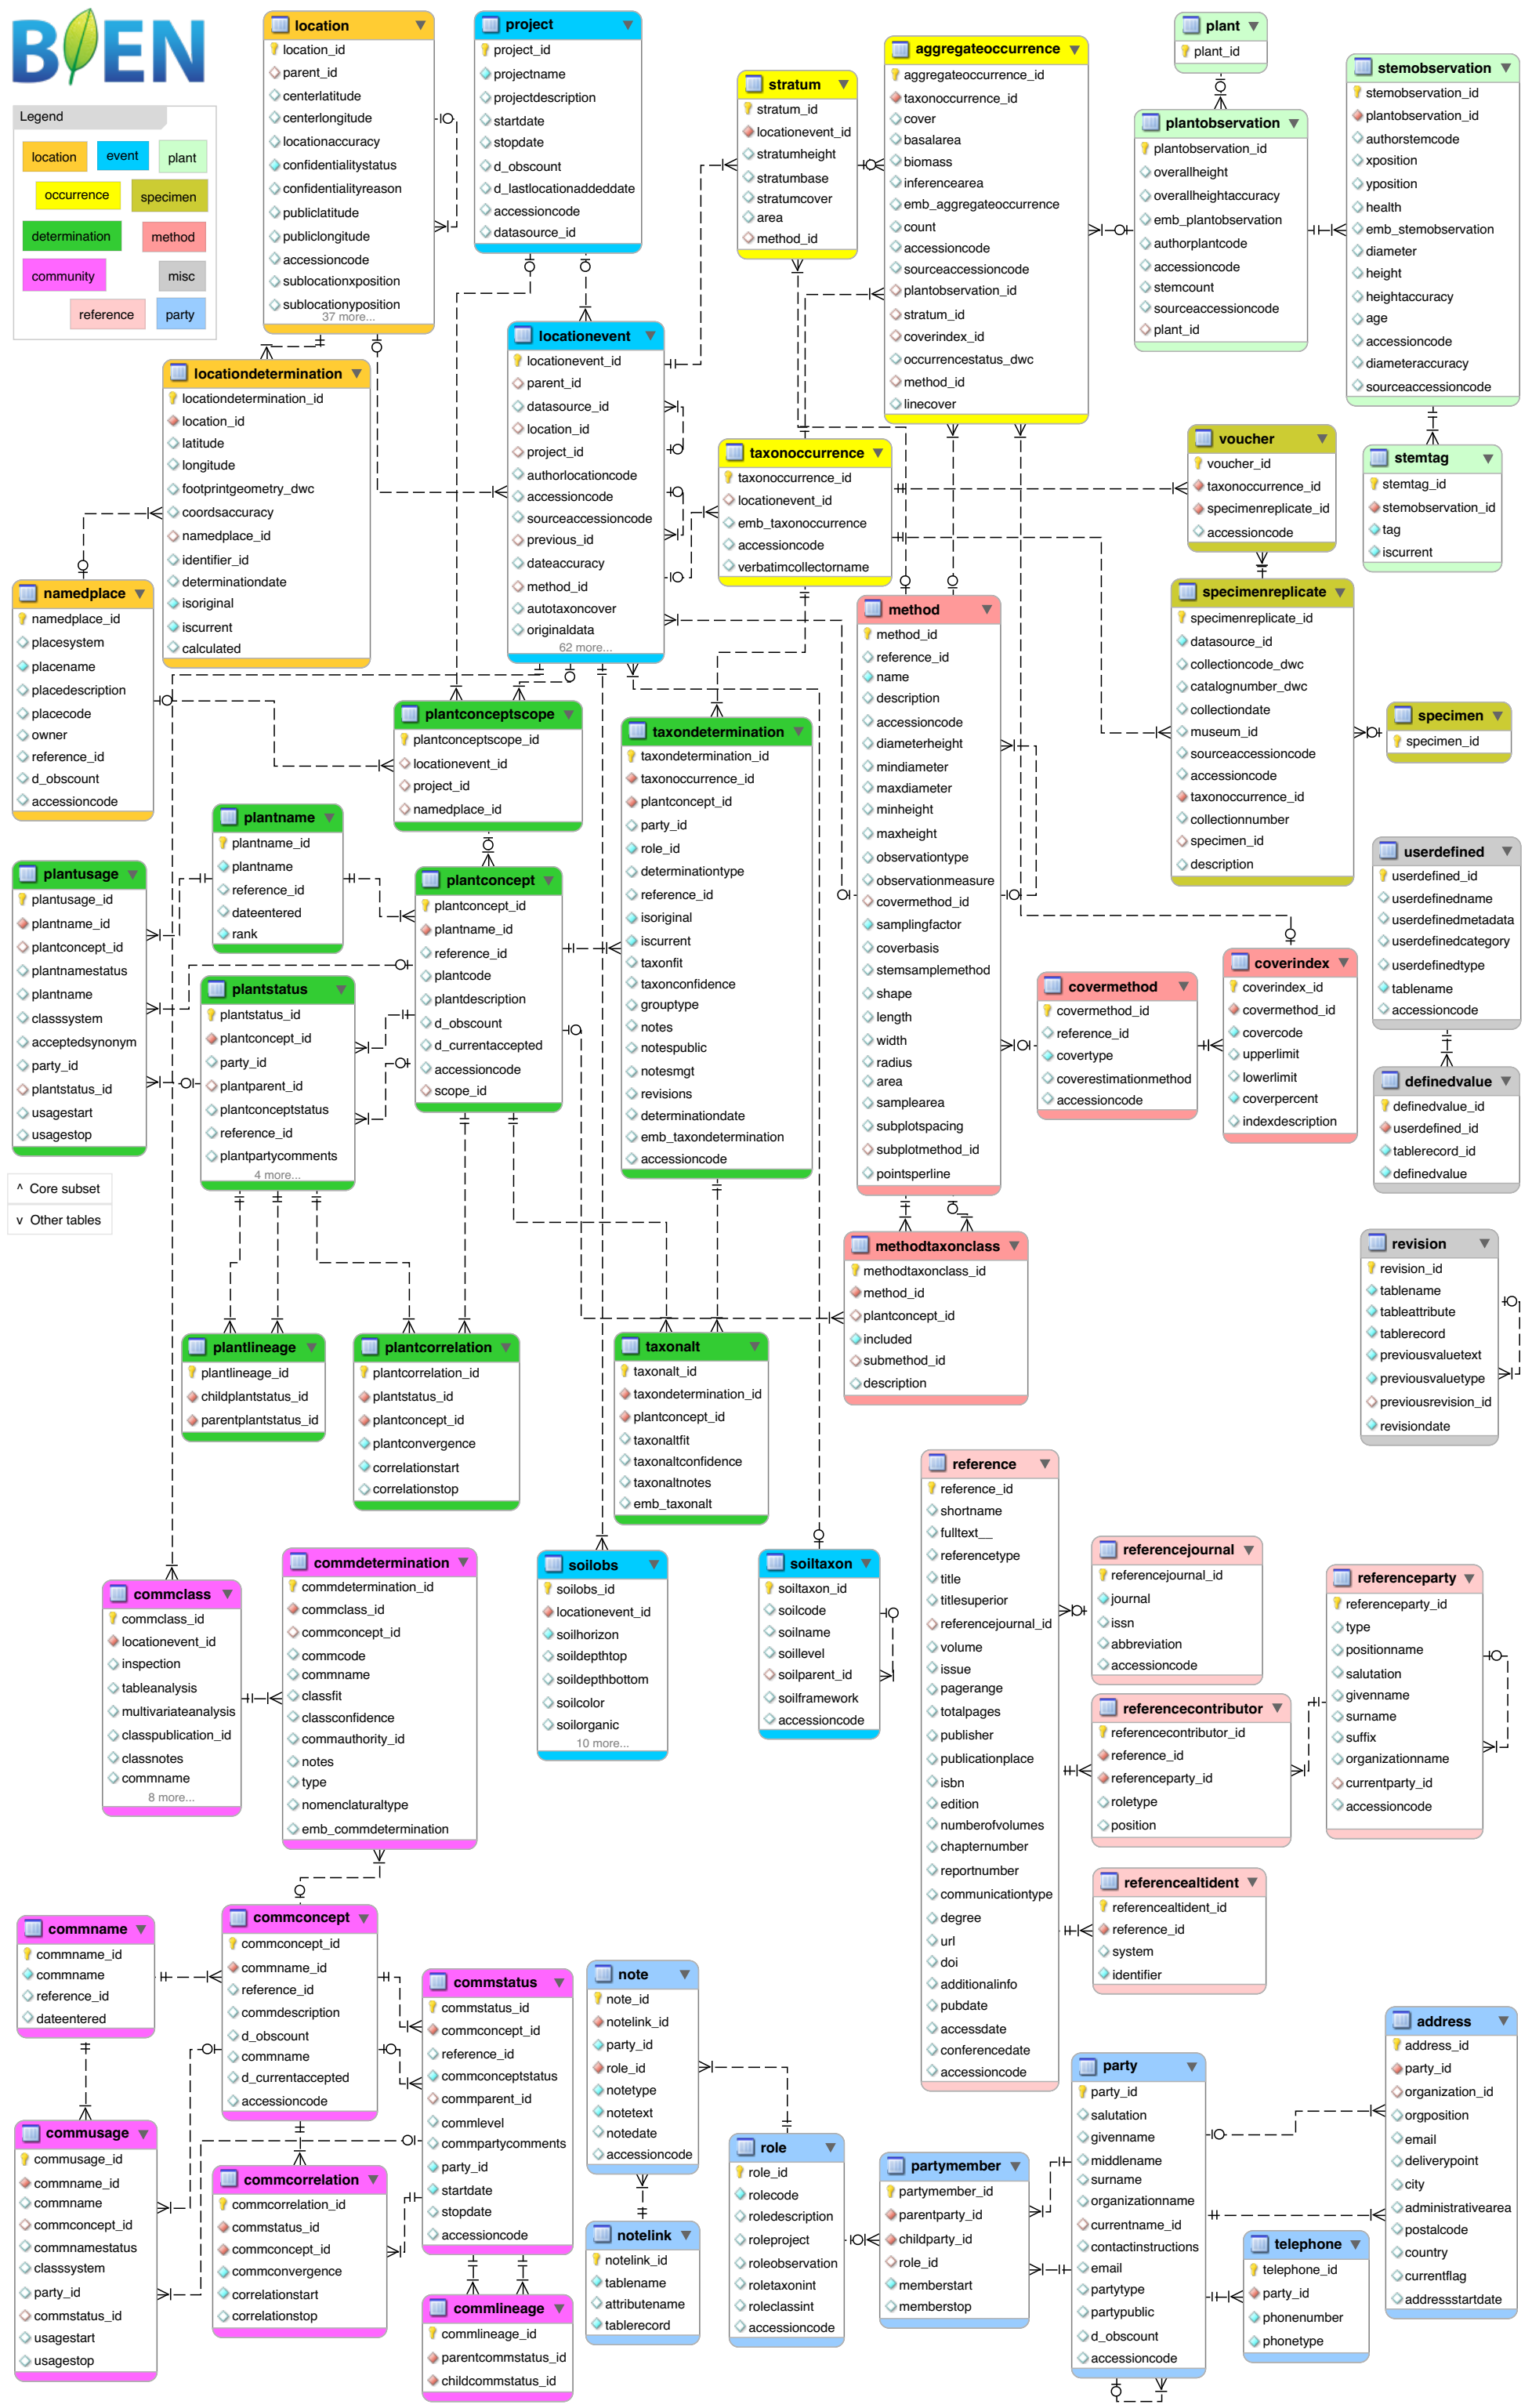 BIEN
Legend
location
event
plant
occurrence
specimen
determination
method
community
misc
reference
party
location
location_id
parent_id
centerlatitude
centerlongitude
locationaccuracy
confidentialitystatus
confidentialityreason
publiclatitude
publiclongitude
accessioncode
sublocationxposition
sublocationyposition
37 more...
project
project_id
projectname
projectdescription
startdate
stopdate
d_obscount
d_lastlocationaddeddate
accessioncode
datasource_id
stratum
stratum_id
locationevent_id
stratumheight
stratumbase
stratumcover
area
method_id
aggregateoccurrence
aggregateoccurrence_id
taxonoccurrence_id
cover
basalarea
biomass
inferencearea
emb_aggregateoccurrence
count
accessioncode
sourceaccessioncode
plantobservation_id
stratum_id
coverindex_id
occurrencestatus_dwc
method_id
linecover
plant
plant_id
plantobservation
plantobservation_id
overallheight
overallheightaccuracy
emb_plantobservation
authorplantcode
accessioncode
stemcount
sourceaccessioncode
plant_id
stemobservation
stemobservation_id
plantobservation_id
authorstemcode
xposition
yposition
health
emb_stemobservation
diameter
height
heightaccuracy
age
accessioncode
diameteraccuracy
sourceaccessioncode
locationdetermination
locationdetermination_id
location_id
latitude
longitude
footprintgeometry_dwc
coordsaccuracy
namedplace_id
identifier_id
determinationdate
isoriginal
iscurrent
calculated
locationevent
locationevent_id
parent_id
datasource_id
location_id
project_id
authorlocationcode
accessioncode
sourceaccessioncode
previous_id
dateaccuracy
method_id
autotaxoncover
originaldata
62 more...
taxonoccurrence
taxonoccurrence_id
locationevent_id
emb_taxonoccurrence
accessioncode
verbatimcollectorname
voucher
voucher_id
taxonoccurrence_id
specimenreplicate_id
accessioncode
stemtag
stemtag_id
stemobservation_id
tag
iscurrent
namedplace
namedplace_id
placesystem
placename
placedescription
placecode
owner
reference_id
d_obscount
accessioncode
method
method_id
reference_id
name
description
accessioncode
diameterheight
mindiameter
maxdiameter
minheight
maxheight
observationtype
observationmeasure
covermethod_id
samplingfactor
coverbasis
stemsamplemethod
shape
length
width
radius
area
samplearea
subplotspacing
subplotmethod_id
pointsperline
specimenreplicate
specimenreplicate_id
datasource_id
collectioncode_dwc
catalognumber_dwc
collectiondate
museum_id
sourceaccessioncode
accessioncode
taxonoccurrence_id
collectionnumber
specimen_id
description
specimen
specimen_id
plantconceptscope
plantconceptscope_id
locationevent_id
project_id
namedplace_id
taxondetermination
taxondetermination_id
taxonoccurrence_id
plantconcept_id
party_id
role_id
determinationtype
reference_id
isoriginal
iscurrent
taxonfit
taxonconfidence
grouptype
notes
notespublic
notesmgt
revisions
determinationdate
emb_taxondetermination
accessioncode
plantname
plantname_id
plantname
reference_id
dateentered
rank
plantusage
plantusage_id
plantname_id
plantconcept_id
plantnamestatus
plantname
classsystem
acceptedsynonym
party_id
plantstatus_id
usagestart
usagestop
plantconcept
plantconcept_id
plantname_id
reference_id
plantcode
plantdescription
d_obscount
d_currentaccepted
accessioncode
scope_id
plantstatus
plantstatus_id
plantconcept_id
party_id
plantparent_id
plantconceptstatus
reference_id
plantpartycomments
4 more...
userdefined
userdefined_id
userdefinedname
userdefinedmetadata
userdefinedcategory
userdefinedtype
tablename
accessioncode
covermethod
covermethod_id
reference_id
covertype
coverestimationmethod
accessioncode
coverindex
coverindex_id
covermethod_id
covercode
upperlimit
lowerlimit
coverpercent
indexdescription
definedvalue
definedvalue_id
userdefined_id
tablerecord_id
definedvalue
^ Core subset
v Other tables
methodtaxonclass
methodtaxonclass_id
method_id
plantconcept_id
included
submethod_id
description
revision
revision_id
tablename
tableattribute
tablerecord
previousvaluetext
previousvaluetype
previousrevision_id
revisiondate
plantlineage
plantlineage_id
childplantstatus_id
parentplantstatus_id
plantcorrelation
plantcorrelation_id
plantstatus_id
plantconcept_id
plantconvergence
correlationstart
correlationstop
taxonalt
taxonalt_id
taxondetermination_id
plantconcept_id
taxonaltfit
taxonaltconfidence
taxonaltnotes
emb_taxonalt
reference
reference_id
shortname
fulltext__
referencetype
title
titlesuperior
referencejournal_id
volume
issue
pagerange
totalpages
publisher
publicationplace
isbn
edition
numberofvolumes
chapternumber
reportnumber
communicationtype
degree
url
doi
additionalinfo
pubdate
accessdate
conferencedate
accessioncode
referencejournal
referencejournal_id
journal
issn
abbreviation
accessioncode
referenceparty
referenceparty_id
type
positionname
salutation
givenname
surname
suffix
organizationname
currentparty_id
accessioncode
commclass
commclass_id
locationevent_id
inspection
tableanalysis
multivariateanalysis
classpublication_id
classnotes
commname
8 more...
commdetermination
commdetermination_id
commclass_id
commconcept_id
commcode
commname
classfit
classconfidence
commauthority_id
notes
type
nomenclaturaltype
emb_commdetermination
soilobs
soilobs_id
locationevent_id
soilhorizon
soildepthtop
soildepthbottom
soilcolor
soilorganic
10 more...
soiltaxon
soiltaxon_id
soilcode
soilname
soillevel
soilparent_id
soilframework
accessioncode
referencecontributor
referencecontributor_id
reference_id
referenceparty_id
roletype
position
referencealtident
referencealtident_id
reference_id
system
identifier
commname
commname_id
commname
reference_id
dateentered
commconcept
commconcept_id
commname_id
reference_id
commdescription
d_obscount
commname
d_currentaccepted
accessioncode
commstatus
commstatus_id
commconcept_id
reference_id
commconceptstatus
commparent_id
commlevel
commpartycomments
party_id
startdate
stopdate
accessioncode
note
note_id
notelink_id
party_id
role_id
notetype
notetext
notedate
accessioncode
commusage
commusage_id
commname_id
commname
commconcept_id
commnamestatus
classsystem
party_id
commstatus_id
usagestart
usagestop
commcorrelation
commcorrelation_id
commstatus_id
commconcept_id
commconvergence
correlationstart
correlationstop
commlineage
commlineage_id
parentcommstatus_id
childcommstatus_id
notelink
notelink_id
tablename
attributename
tablerecord
role
role_id
rolecode
roledescription
roleproject
roleobservation
roletaxonint
roleclassint
accessioncode
partymember
partymember_id
parentparty_id
childparty_id
role_id
memberstart
memberstop
party
party_id
salutation
givenname
middlename
surname
organizationname
currentname_id
contactinstructions
email
partytype
partypublic
d_obscount
accessioncode
address
address_id
party_id
organization_id
orgposition
email
deliverypoint
city
administrativearea
postalcode
country
currentflag
addressstartdate
telephone
telephone_id
party_id
phonenumber
phonetype